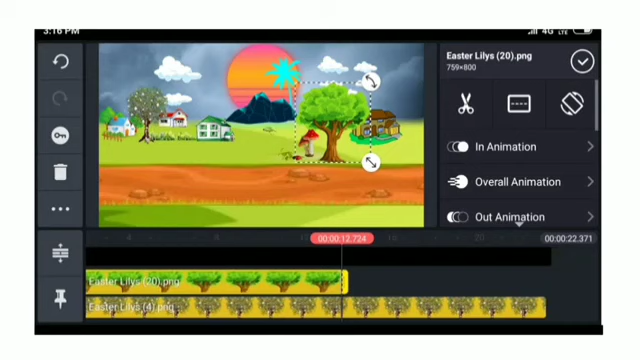 3:16 PM
4G LTE
Easter Lilys (20).png
759×800
In Animation
Overall Animation
Out Animation
00:00:12.724
00:00:22.371
Easter Lilys (20).png
Easter Lilys (4).png